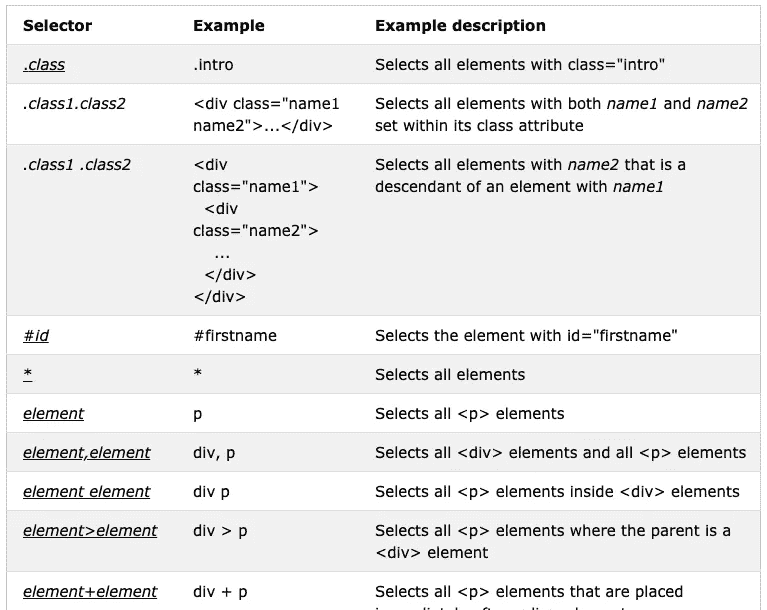 Selector Example Example description
.class .intro Selects all elements with class="intro"
.class1.class2 <div class="name1 Selects all elements with both name1 and name2
name2">...</div> set within its class attribute
.class1 .class2 <div Selects all elements with name2 that is a
class="name1"> descendant of an element with name1
<div
class="name2">
...
</div>
</div>
#id #firstname Selects the element with id="firstname"
* * Selects all elements
element p Selects all <p> elements
element,element div, p Selects all <div> elements and all <p> elements
element element div p Selects all <p> elements inside <div> elements
element>element div > p Selects all <p> elements where the parent is a
<div> element
element+element div + p Selects all <p> elements that are placed